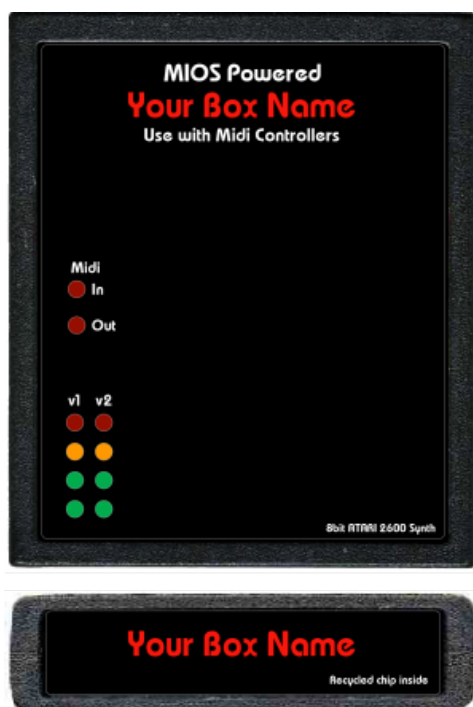 MIOS Powered
Your Box Name
Use with Midi Controllers
Midi
In
Out
v1 v2
8bit ATARI 2600 Synth
Your Box Name
Recycled chip inside